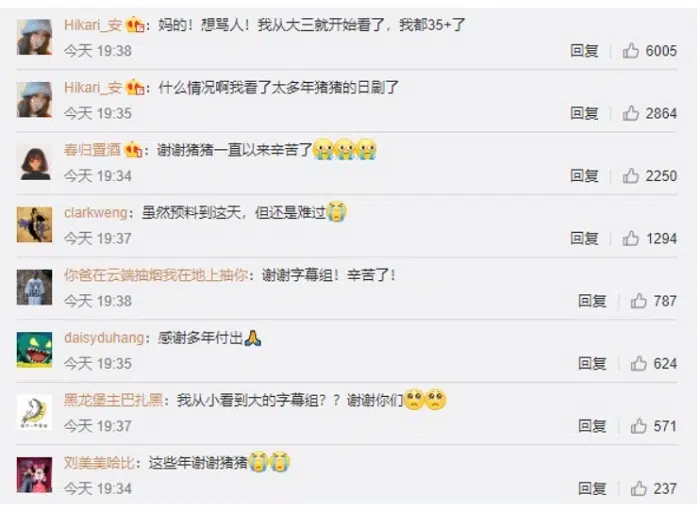 Hikari_安：妈的！想骂人！我从大三就开始看了，我都35+了
今天 19:38 回复 6005
Hikari_安：什么情况啊我看了太多年猪猪的日剧了
今天 19:35 回复 2864
春归置酒：谢谢猪猪一直以来辛苦了
今天 19:34 回复 2250
clarkweng：虽然预料到这天，但还是难过
今天 19:37 回复 1294
你爸在云端抽烟我在地上抽你：谢谢字幕组！辛苦了！
今天 19:38 回复 787
daisyduhang：感谢多年付出
今天 19:35 回复 624
黑龙堡主巴扎黑：我从小看到大的字幕组？？谢谢你们
今天 19:37 回复 571
刘美美哈比：这些年谢谢猪猪
今天 19:34 回复 237